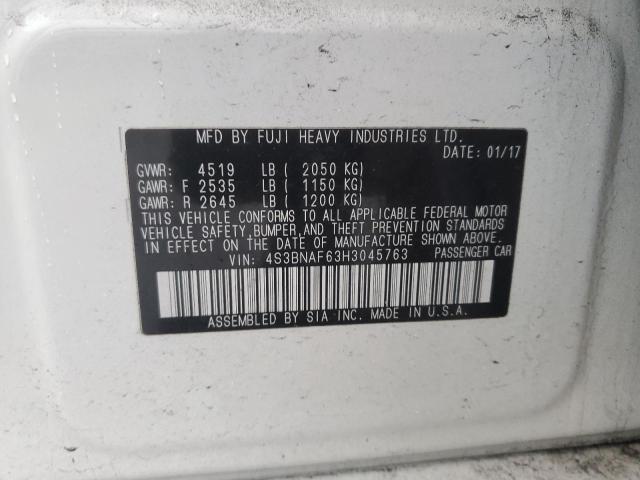 MFD BY FUJI HEAVY INDUSTRIES LTD.
DATE: 01/17
GVWR: 4519 LB ( 2050 KG)
GAWR: F 2535 LB ( 1150 KG)
GAWR: R 2645 LB ( 1200 KG)
THIS VEHICLE CONFORMS TO ALL APPLICABLE FEDERAL MOTOR
VEHICLE SAFETY,BUMPER,AND THEFT PREVENTION STANDARDS
IN EFFECT ON THE DATE OF MANUFACTURE SHOWN ABOVE.
VIN: 4S3BNAF63H3045763 PASSENGER CAR
ASSEMBLED BY SIA INC. MADE IN U.S.A.